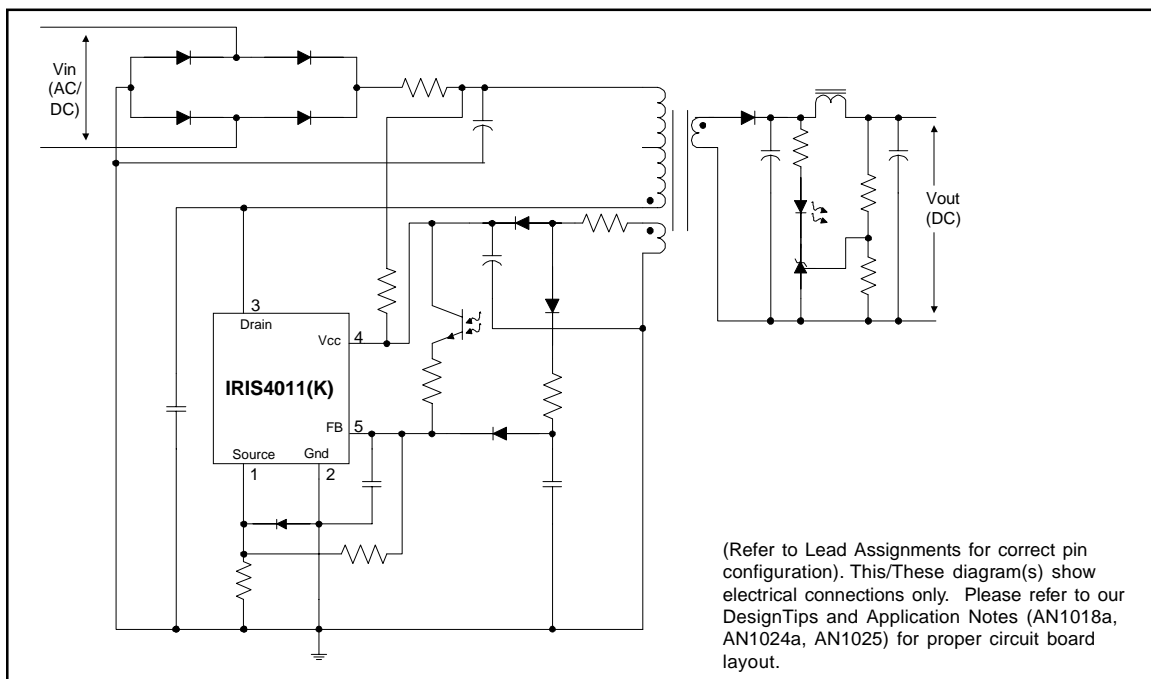 Vin
(AC/
DC)
Vout
(DC)
3
Drain
Vcc
4
IRIS4011(K)
FB
5
Source
Gnd
1
2
(Refer to Lead Assignments for correct pin
configuration). This/These diagram(s) show
electrical connections only. Please refer to our
DesignTips and Application Notes (AN1018a,
AN1024a, AN1025) for proper circuit board
layout.